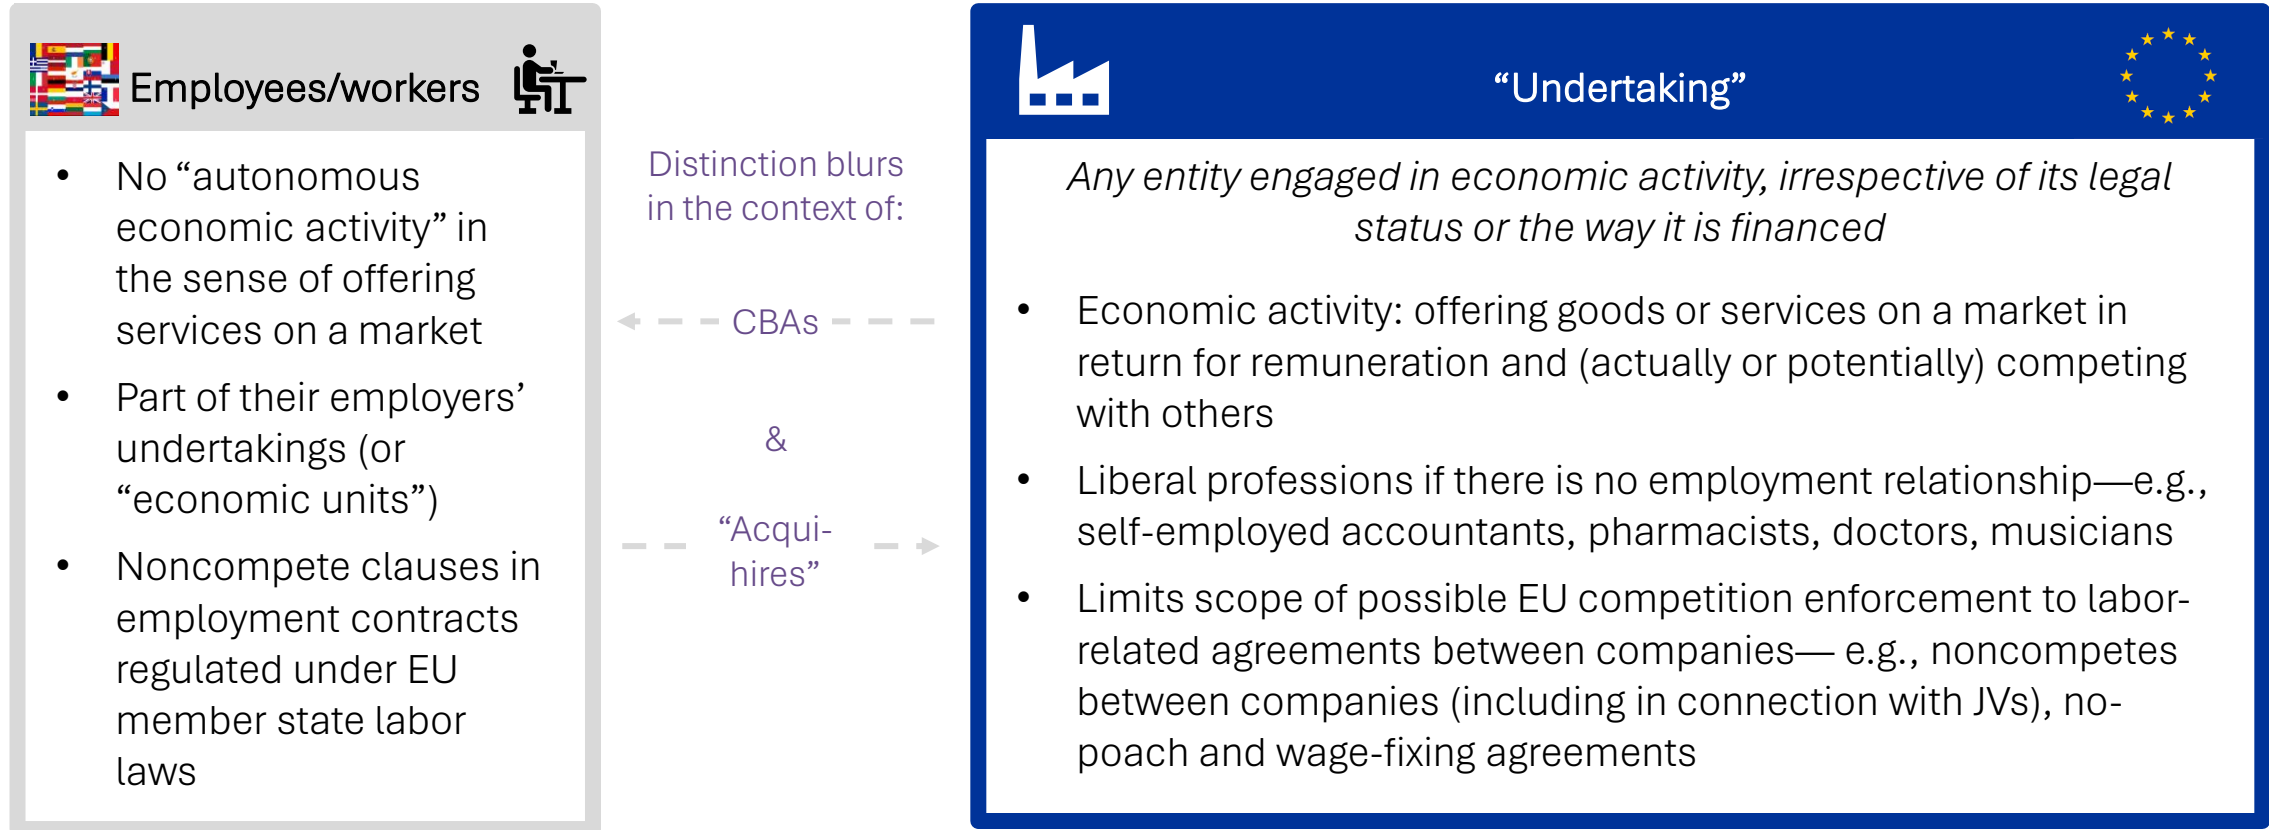 Employees/workers
• No “autonomous
economic activity” in
the sense of offering
services on a market
• Part of their employers’
undertakings (or
“economic units”)
• Noncompete clauses in
employment contracts
regulated under EU
member state labor
laws
Distinction blurs
in the context of:
CBAs
&
“Acqui-
hires”
“Undertaking”
Any entity engaged in economic activity, irrespective of its legal
status or the way it is financed
• Economic activity: offering goods or services on a market in
return for remuneration and (actually or potentially) competing
with others
• Liberal professions if there is no employment relationship—e.g.,
self-employed accountants, pharmacists, doctors, musicians
• Limits scope of possible EU competition enforcement to labor-
related agreements between companies— e.g., noncompetes
between companies (including in connection with JVs), no-
poach and wage-fixing agreements